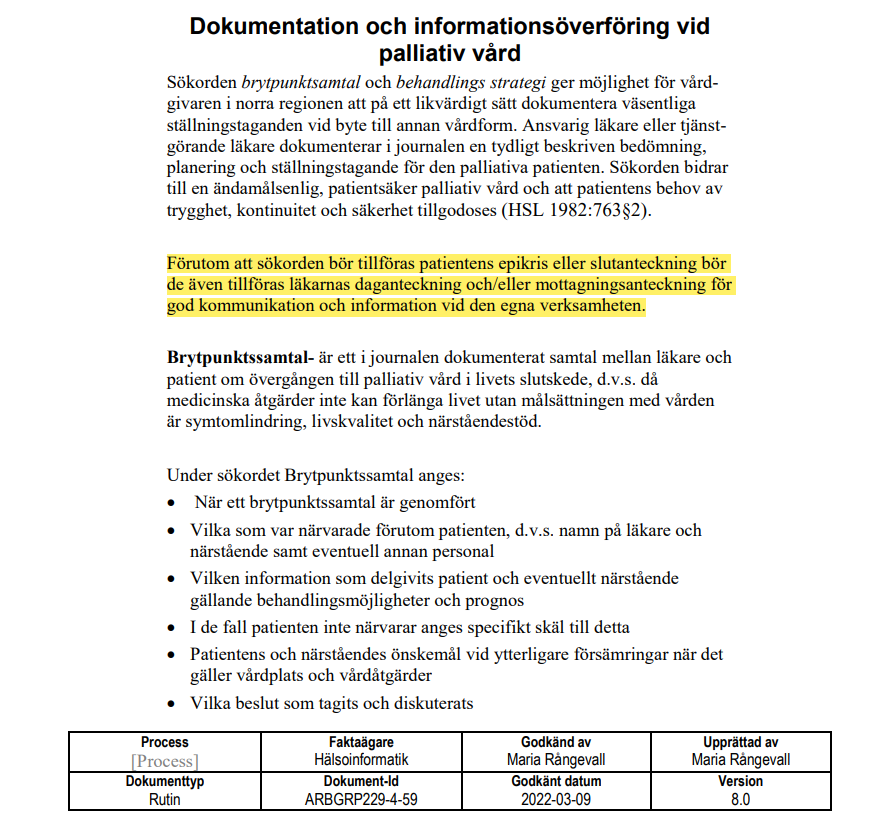 Dokumentation och informationsöverföring vid
palliativ vård
Sökorden brytpunktsamtal och behandlings strategi ger möjlighet för vård-
givaren i norra regionen att på ett likvärdigt sätt dokumentera väsentliga
ställningstaganden vid byte till annan vårdform. Ansvarig läkare eller tjänst-
görande läkare dokumenterar i journalen en tydligt beskriven bedömning,
planering och ställningstagande för den palliativa patienten. Sökorden bidrar
till en ändamålsenlig, patientsäker palliativ vård och att patientens behov av
trygghet, kontinuitet och säkerhet tillgodoses (HSL 1982:763§2).
Förutom att sökorden bör tillföras patientens epikris eller slutanteckning bör
de även tillföras läkarnas daganteckning och/eller mottagningsanteckning för
god kommunikation och information vid den egna verksamheten.
Brytpunktssamtal- är ett i journalen dokumenterat samtal mellan läkare och
patient om övergången till palliativ vård i livets slutskede, d.v.s. då
medicinska åtgärder inte kan förlänga livet utan målsättningen med vården
är symtomlindring, livskvalitet och närståendestöd.
Under sökordet Brytpunktssamtal anges:
• När ett brytpunktssamtal är genomfört
• Vilka som var närvarade förutom patienten, d.v.s. namn på läkare och
närstående samt eventuell annan personal
• Vilken information som delgivits patient och eventuellt närstående
gällande behandlingsmöjligheter och prognos
• I de fall patienten inte närvarar anges specifikt skäl till detta
• Patientens och närståendes önskemål vid ytterligare försämringar när det
gäller vårdplats och vårdåtgärder
• Vilka beslut som tagits och diskuterats
Process Faktaägare Godkänd av Upprättad av
[Process] Hälsoinformatik Maria Rångevall Maria Rångevall
Dokumenttyp Dokument-Id Godkänt datum Version
Rutin ARBGRP229-4-59 2022-03-09 8.0